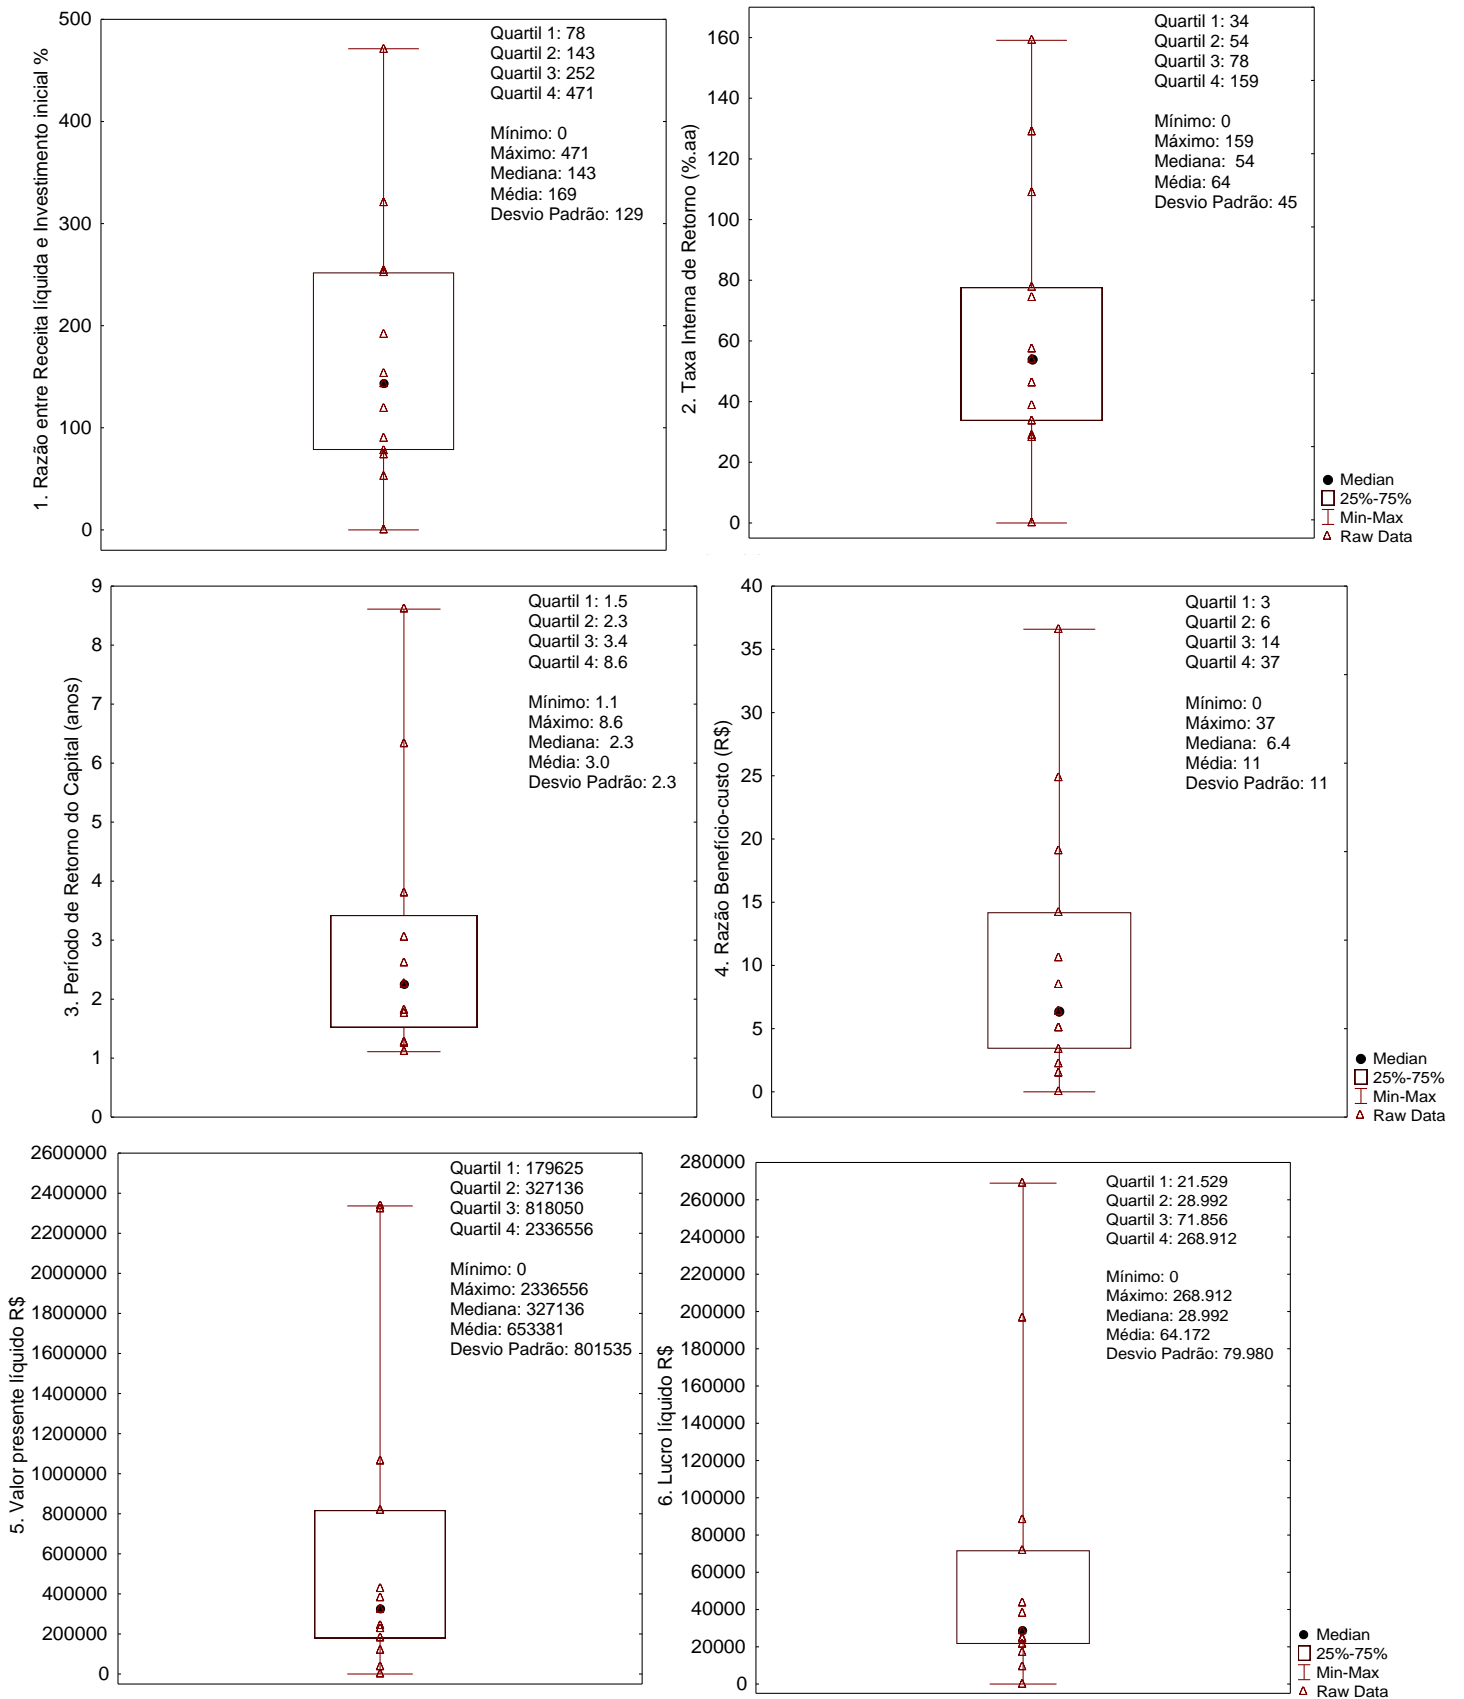 1. Razão entre Receita líquida e Investimento inicial %
500
400
300
200
100
0
Quartil 1: 78
Quartil 2: 143
Quartil 3: 252
Quartil 4: 471
Mínimo: 0
Máximo: 471
Mediana: 143
Média: 169
Desvio Padrão: 129
2. Taxa Interna de Retorno (%.aa)
160
140
120
100
80
60
40
20
0
Quartil 1: 34
Quartil 2: 54
Quartil 3: 78
Quartil 4: 159
Mínimo: 0
Máximo: 159
Mediana: 54
Média: 64
Desvio Padrão: 45
Median
25%-75%
Min-Max
Raw Data
3. Período de Retorno do Capital (anos)
9
8
7
6
5
4
3
2
1
0
Quartil 1: 1.5
Quartil 2: 2.3
Quartil 3: 3.4
Quartil 4: 8.6
Mínimo: 1.1
Máximo: 8.6
Mediana: 2.3
Média: 3.0
Desvio Padrão: 2.3
4. Razão Benefício-custo (R$)
40
35
30
25
20
15
10
5
0
Quartil 1: 3
Quartil 2: 6
Quartil 3: 14
Quartil 4: 37
Mínimo: 0
Máximo: 37
Mediana: 6.4
Média: 11
Desvio Padrão: 11
Median
25%-75%
Min-Max
Raw Data
5. Valor presente líquido R$
2600000
2400000
2200000
2000000
1800000
1600000
1400000
1200000
1000000
800000
600000
400000
200000
0
Quartil 1: 179625
Quartil 2: 327136
Quartil 3: 818050
Quartil 4: 2336556
Mínimo: 0
Máximo: 2336556
Mediana: 327136
Média: 653381
Desvio Padrão: 801535
6. Lucro líquido R$
280000
260000
240000
220000
200000
180000
160000
140000
120000
100000
80000
60000
40000
20000
0
Quartil 1: 21.529
Quartil 2: 28.992
Quartil 3: 71.856
Quartil 4: 268.912
Mínimo: 0
Máximo: 268.912
Mediana: 28.992
Média: 64.172
Desvio Padrão: 79.980
Median
25%-75%
Min-Max
Raw Data